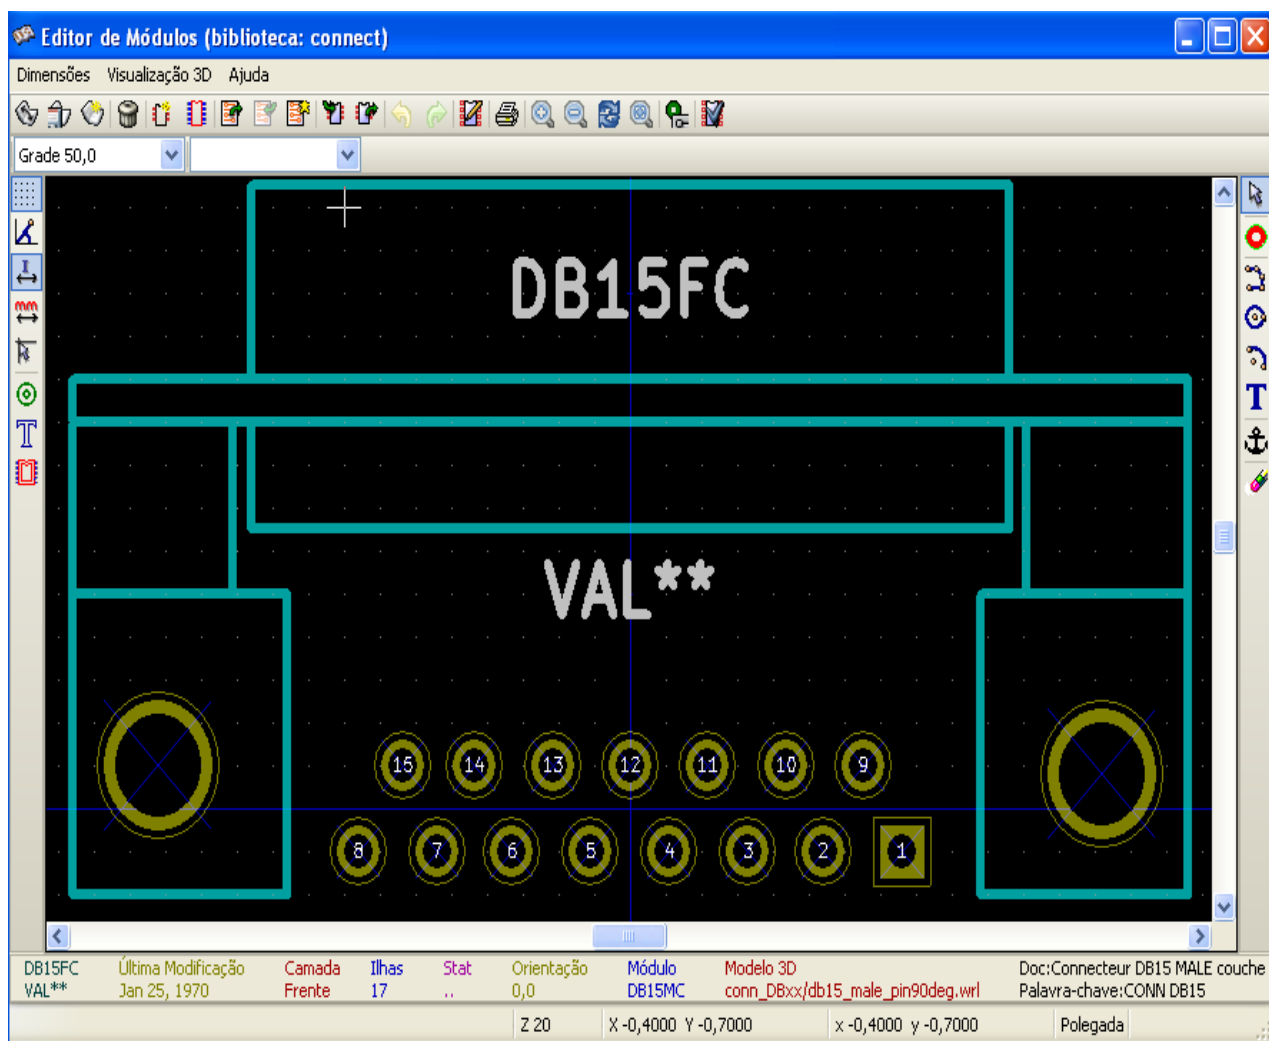 Editor de Módulos (biblioteca: connect)
Dimensões Visualização 3D Ajuda
Grade 50,0
DB15FC
VAL**
15 14 13 12 11 10 9
8 7 6 5 4 3 2 1
DB15FC Última Modificação Camada Ilhas Stat Orientação Módulo Modelo 3D Doc:Connecteur DB15 MALE couche
VAL** Jan 25, 1970 Frente 17 .. 0,0 DB15MC conn_DBxx/db15_male_pin90deg.wrl Palavra-chave:CONN DB15
Z 20 X -0,4000 Y -0,7000 x -0,4000 y -0,7000 Polegada